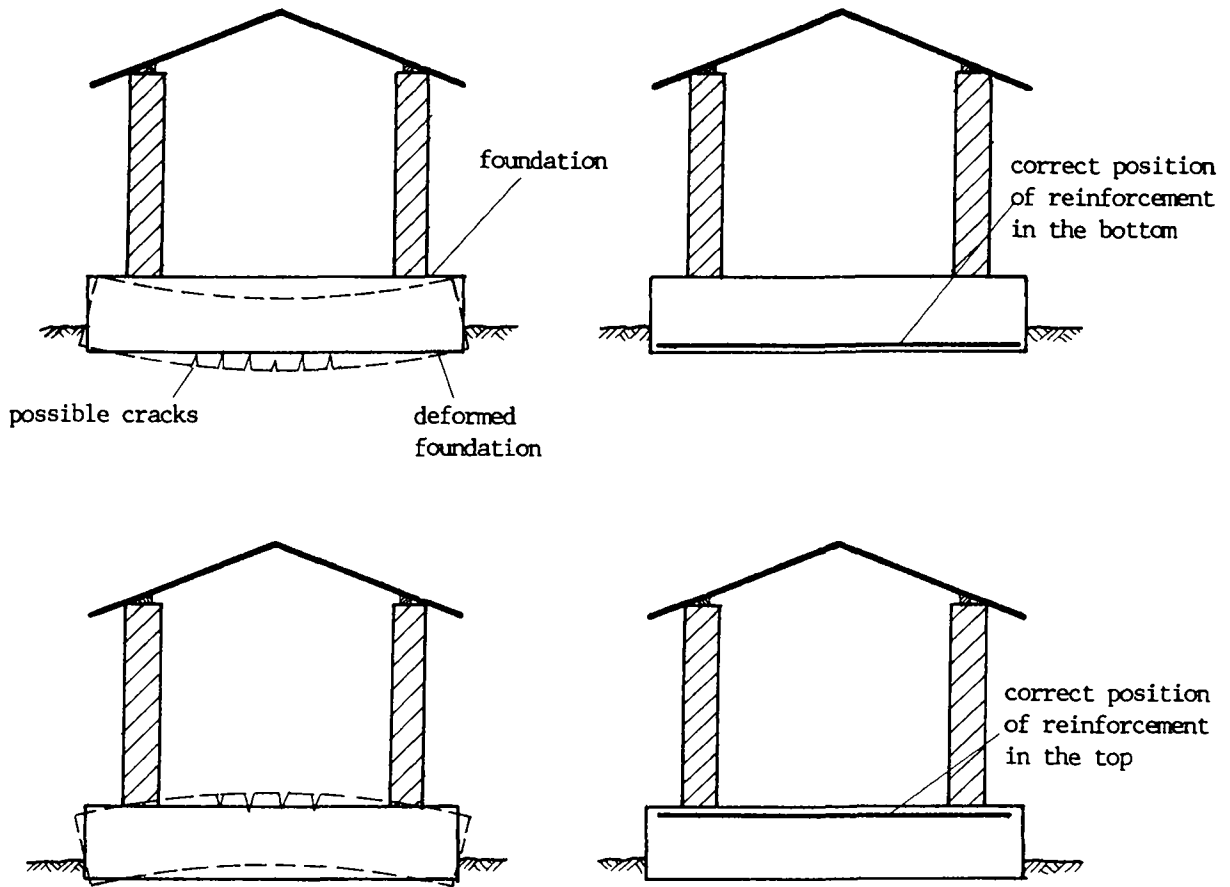 foundation
correct position
of reinforcement
in the bottom
possible cracks
deformed
foundation
correct position
of reinforcement
in the top